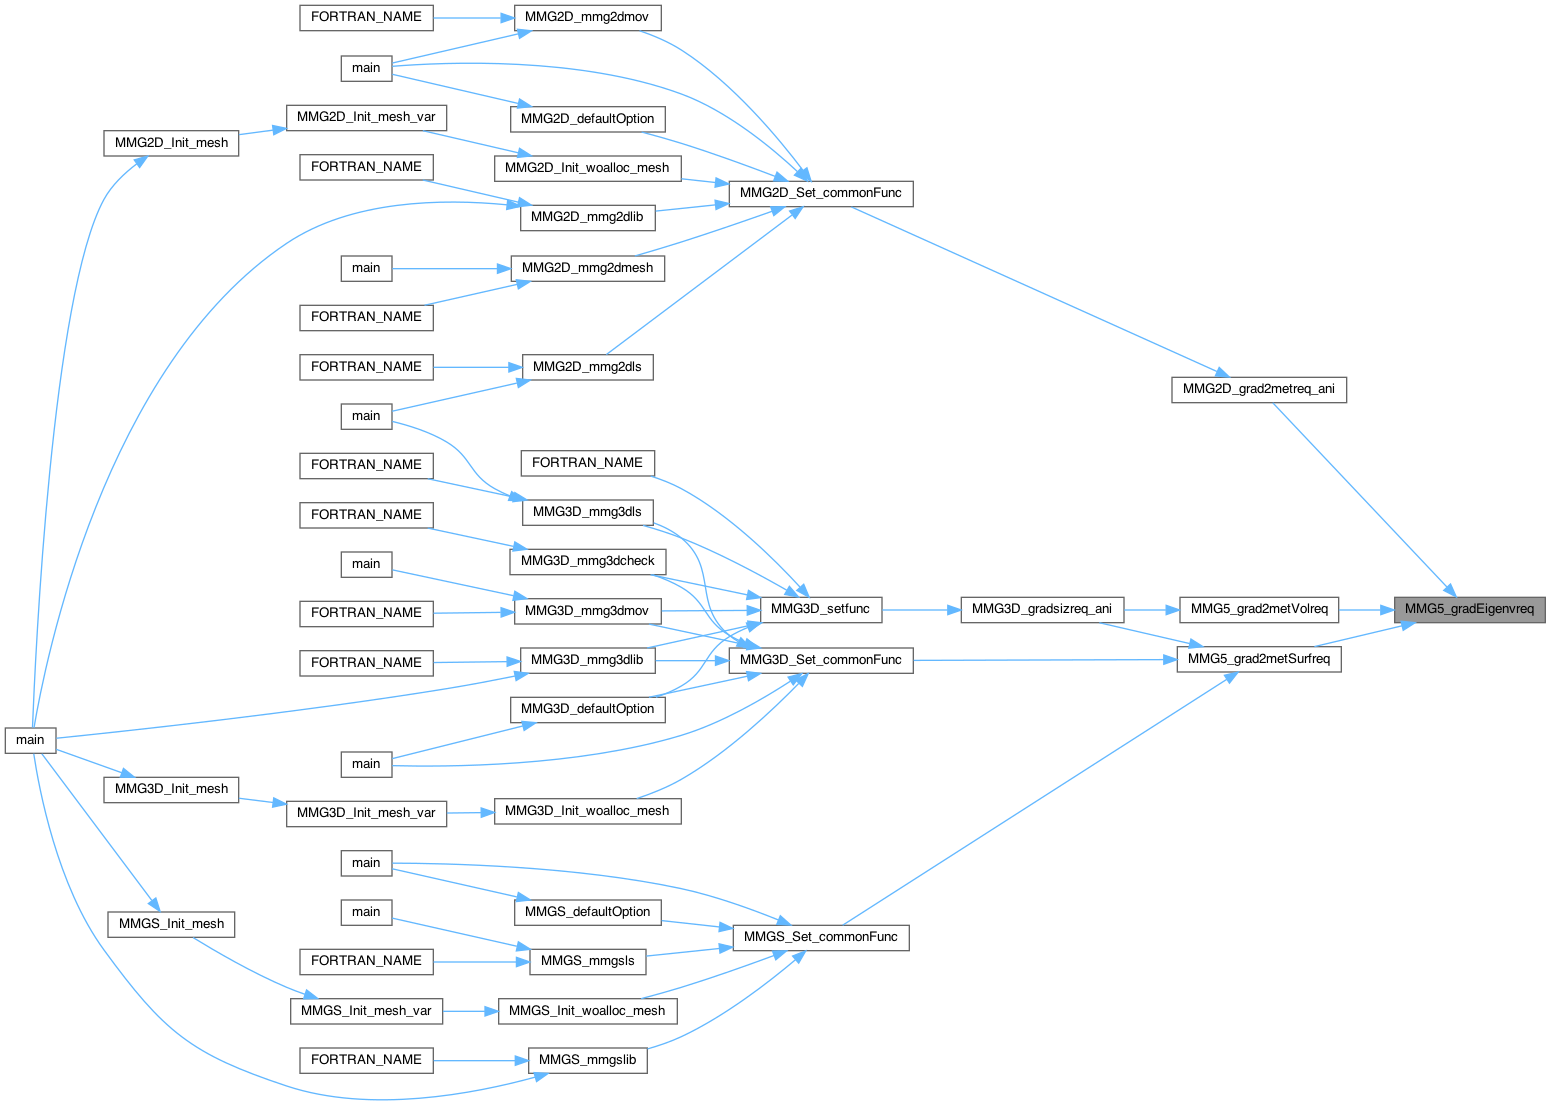 FORTRAN_NAME
MMG2D_mmg2dmov
main
MMG2D_Init_mesh_var
MMG2D_defaultOption
MMG2D_Init_mesh
FORTRAN_NAME
MMG2D_Init_woalloc_mesh
MMG2D_Set_commonFunc
MMG2D_mmg2dlib
main
MMG2D_mmg2dmesh
FORTRAN_NAME
FORTRAN_NAME
MMG2D_mmg2dls
MMG2D_grad2metreq_ani
main
FORTRAN_NAME
FORTRAN_NAME
MMG3D_mmg3dls
FORTRAN_NAME
main
MMG3D_mmg3dcheck
FORTRAN_NAME
MMG3D_mmg3dmov
MMG3D_setfunc
MMG3D_gradsizreq_ani
MMG5_grad2metVolreq
MMG5_gradEigenvreq
FORTRAN_NAME
MMG3D_mmg3dlib
MMG3D_Set_commonFunc
MMG5_grad2metSurfreq
MMG3D_defaultOption
main
main
MMG3D_Init_mesh
MMG3D_Init_mesh_var
MMG3D_Init_woalloc_mesh
main
main
MMGS_defaultOption
MMGS_Init_mesh
MMGS_Set_commonFunc
FORTRAN_NAME
MMGS_mmgsls
MMGS_Init_mesh_var
MMGS_Init_woalloc_mesh
FORTRAN_NAME
MMGS_mmgslib